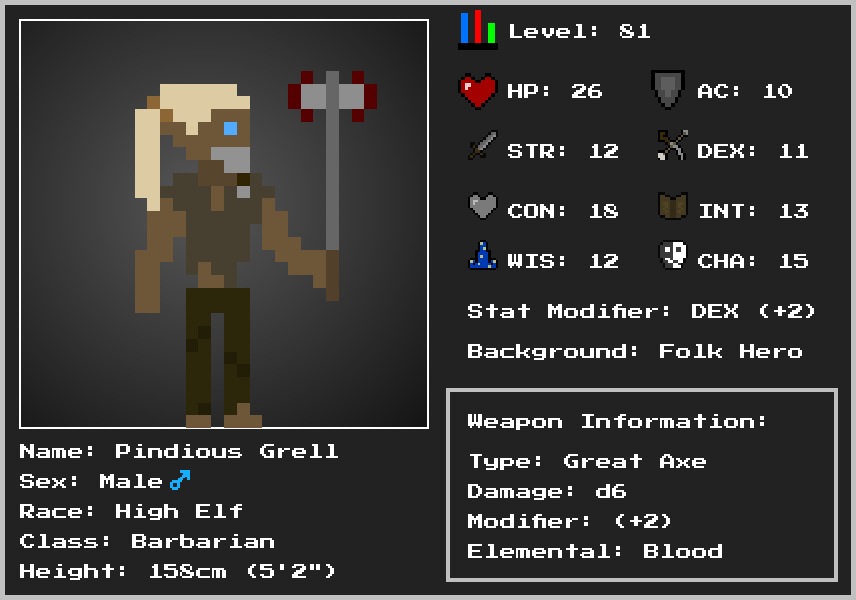 Level: 81
HP: 26
AC: 10
STR: 12
DEX: 11
CON: 18
INT: 13
WIS: 12
CHA: 15
Stat Modifier: DEX (+2)
Background: Folk Hero
Weapon Information:
Type: Great Axe
Damage: d6
Modifier: (+2)
Elemental: Blood
Name: Pindious Grell
Sex: Male♂
Race: High Elf
Class: Barbarian
Height: 158cm (5'2")